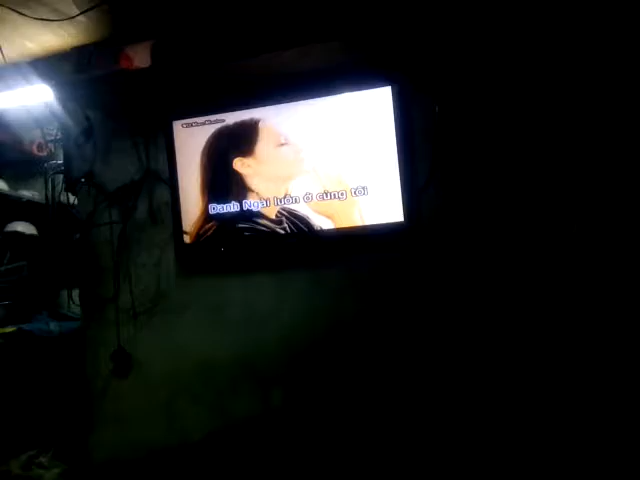 Danh Ngài luôn ở cùng tôi